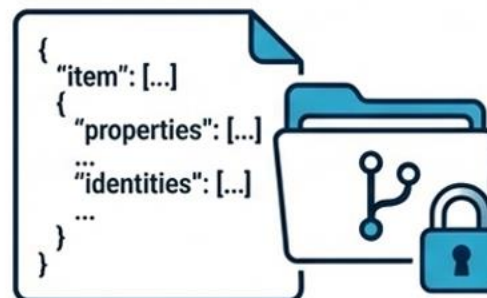 {
“item”: [...]
{
“properties”: [...]
...
“identities”: [...]
...
}
}